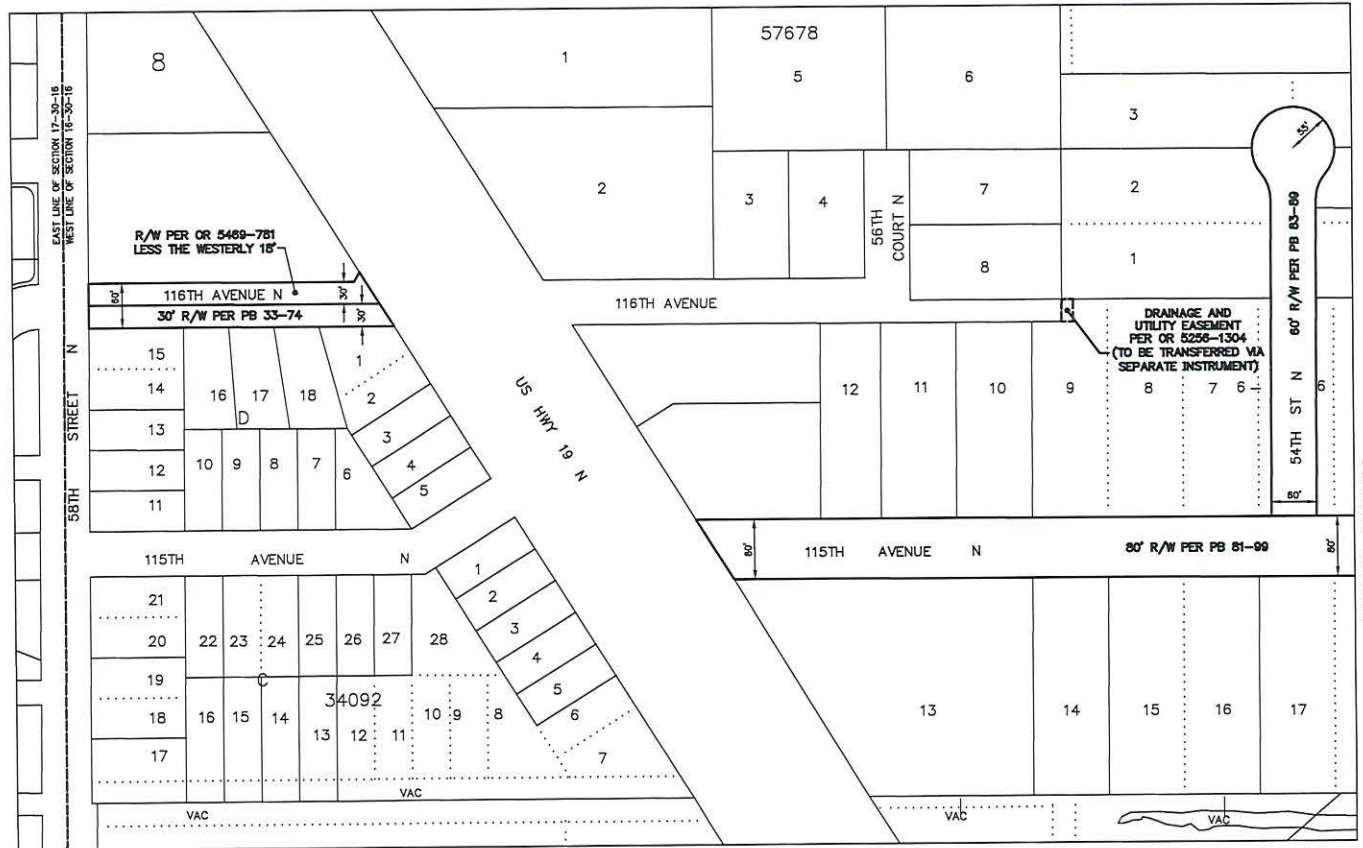 EAST LINE OF SECTION 17-30-16
WEST LINE OF SECTION 16-30-16
8
1
57678
5
6
3
55'
2
3
4
7
2
56TH
COURT N
8
1
60' R/W PER PB 83-89
R/W PER OR 5469-781
LESS THE WESTERLY 18'
60'
116TH AVENUE N
30'
30' R/W PER PB 33-74
30'
116TH AVENUE
DRAINAGE AND
UTILITY EASEMENT
PER OR 5256-1304
(TO BE TRANSFERRED VIA
SEPARATE INSTRUMENT)
15
14
13
12
11
16
17
18
D
1
2
3
4
5
10
9
8
7
6
58TH STREET N
US HWY 19 N
12
11
10
9
8
7
6
6
54TH ST N
60'
115TH AVENUE N
80'
115TH AVENUE N
80' R/W PER PB 81-99
80'
1
2
3
4
5
6
7
21
20
19
18
17
22
23
24
25
26
27
28
C
34092
16
15
14
13
12
11
10
9
8
13
14
15
16
17
VAC
VAC
VAC
VAC